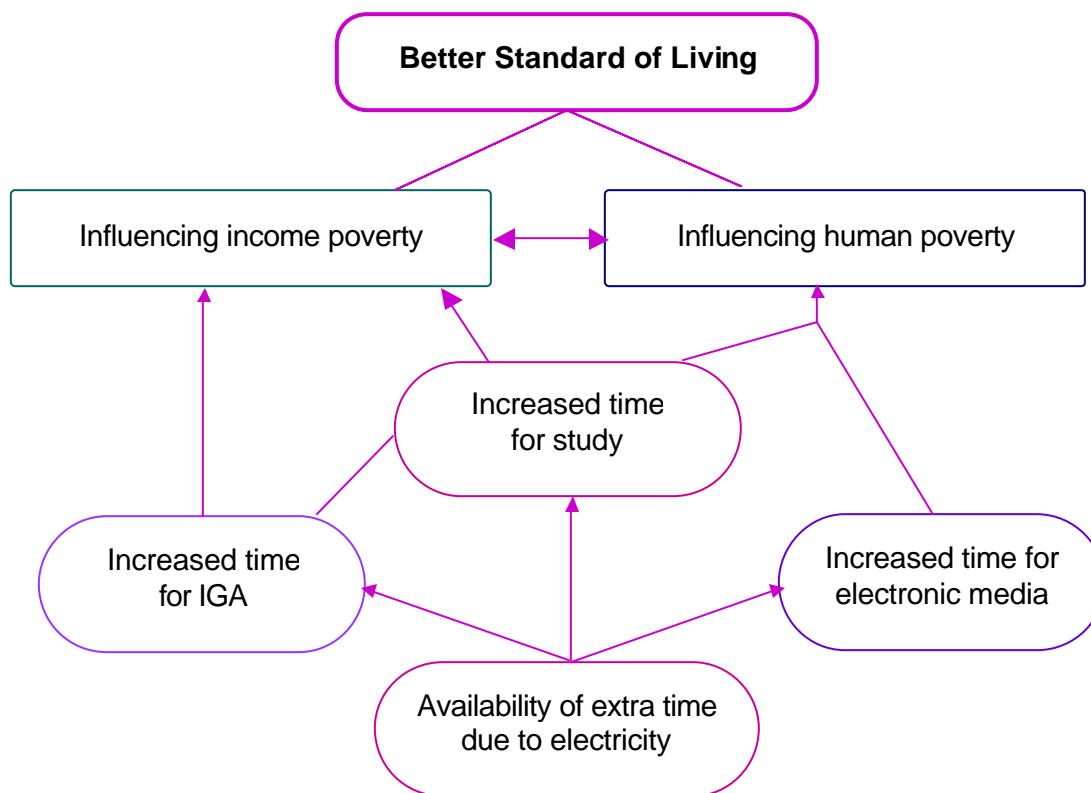 Better Standard of Living
Influencing income poverty
Influencing human poverty
Increased time
for study
Increased time
for IGA
Increased time for
electronic media
Availability of extra time
due to electricity